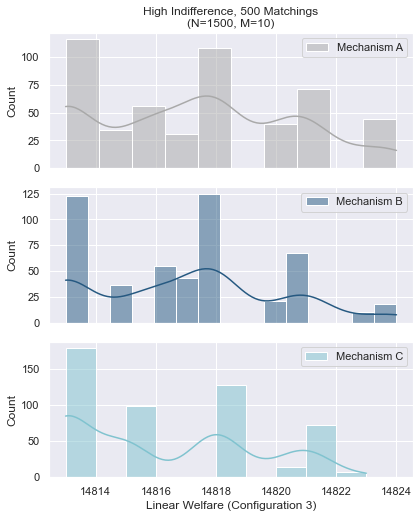 High Indifference, 500 Matchings
(N=1500, M=10)
Mechanism A
Count
100
75
50
25
0
Mechanism B
Count
125
100
75
50
25
0
Mechanism C
Count
150
100
50
0
14814 14816 14818 14820 14822 14824
Linear Welfare (Configuration 3)